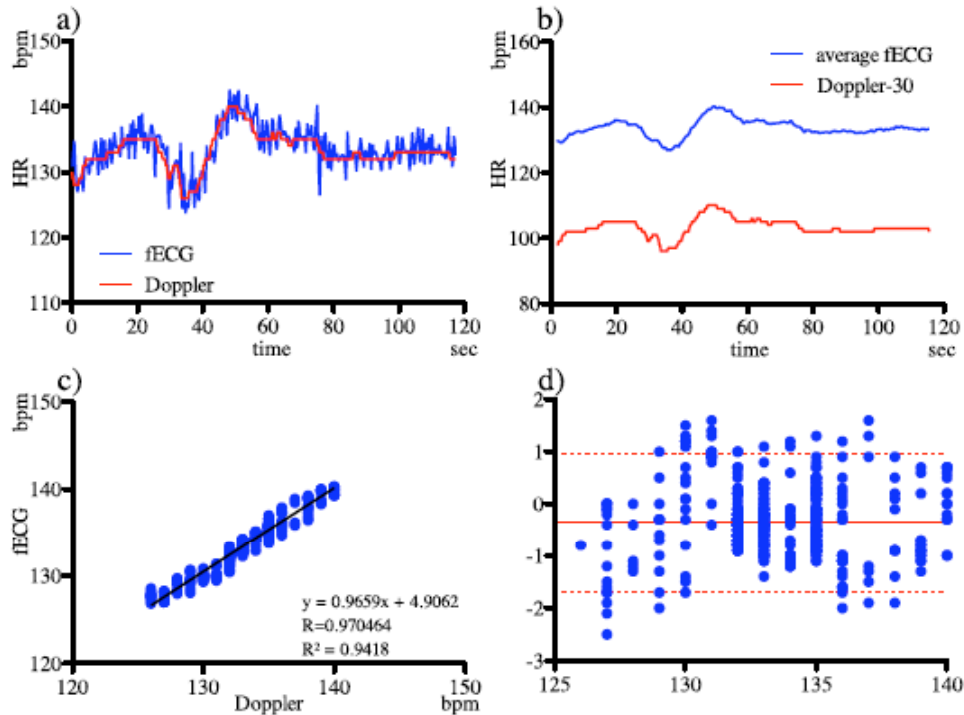 a)
bpm
150
140
HR
130
120
110
fECG
Doppler
0 20 40 60 80 100 120
time
sec
b)
bpm
160
140
120
HR
100
80
average fECG
Doppler-30
0 20 40 60 80 100 120
time
sec
c)
bpm
150
fECG
140
130
120
y = 0.9659x + 4.9062
R=0.970464
R² = 0.9418
120 130 140 150
Doppler
bpm
d)
2
1
0
-1
-2
-3
125 130 135 140